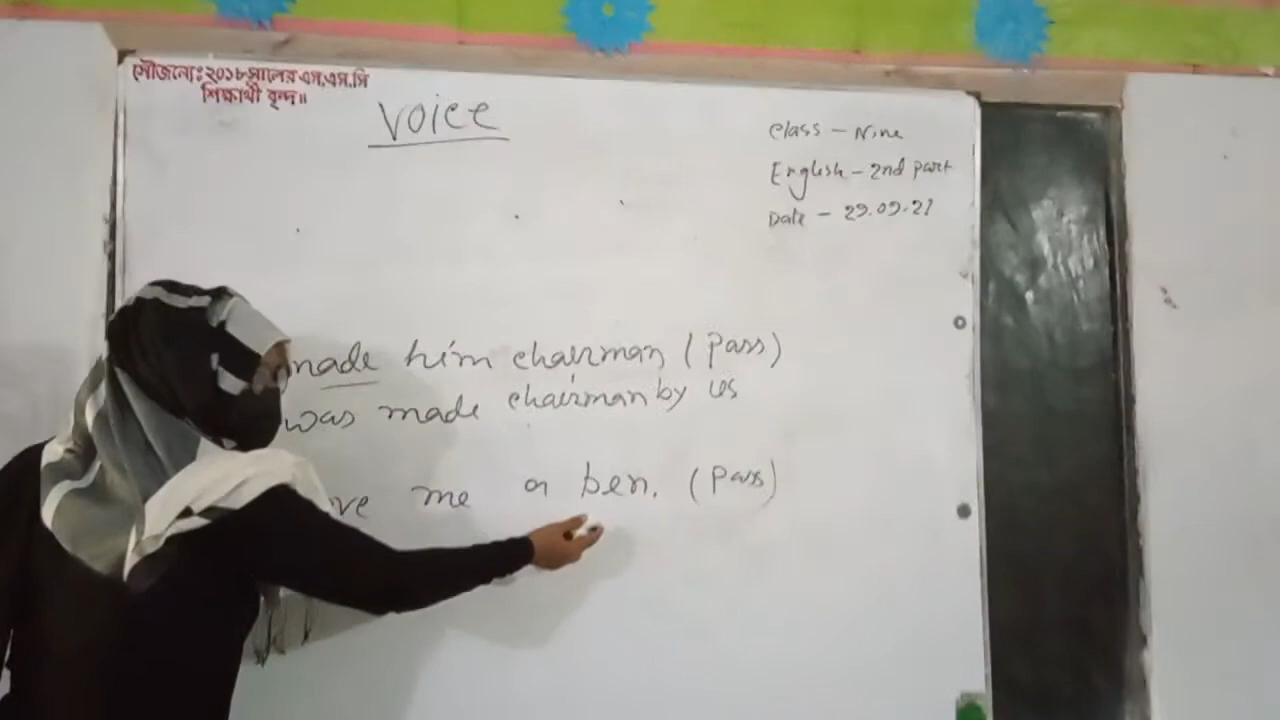 সৌজন্যেঃ ২০১৮ সালের এস,এস,সি
শিক্ষার্থী বৃন্দ॥
Voice
Class - Nine
English - 2nd part
Date - 29.09.21
made him chairman (pass)
was made chairman by us
ve me a ben. (pass)